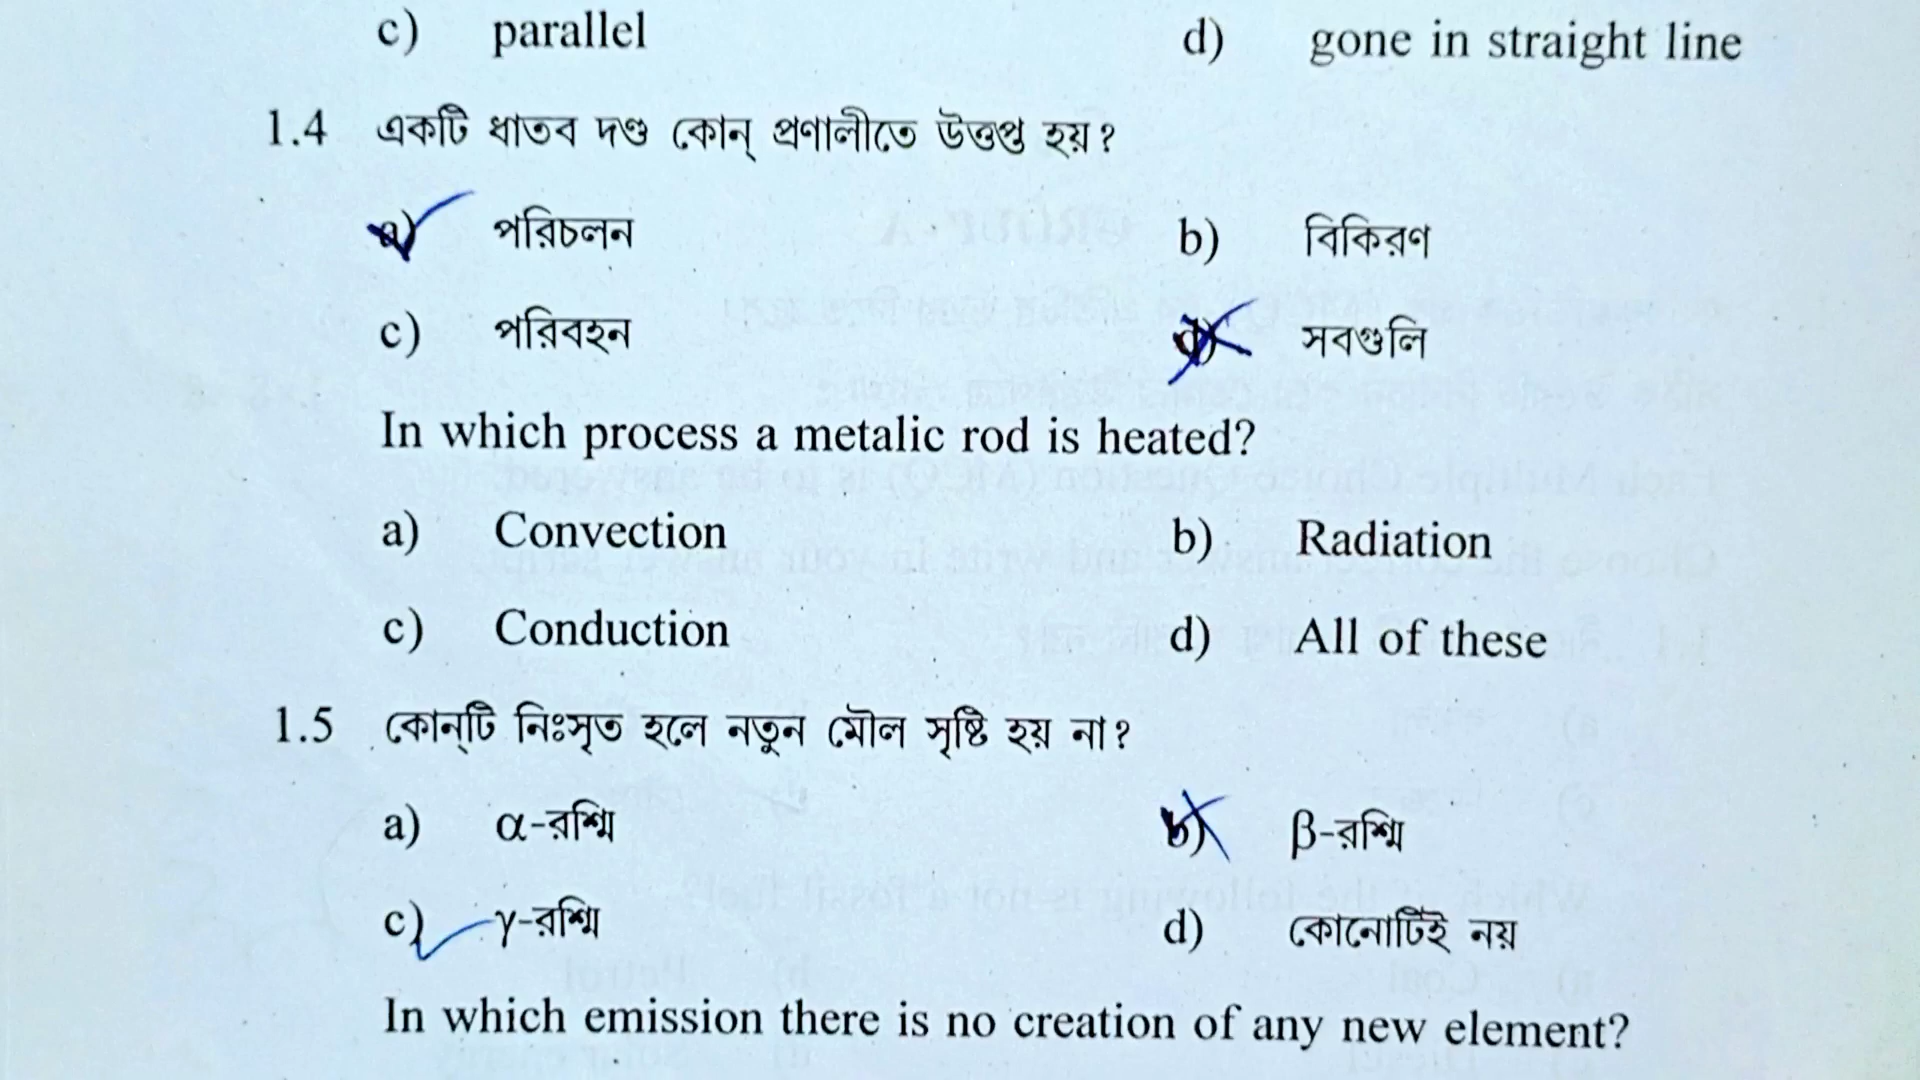 c) parallel d) gone in straight line
1.4 একটি ধাতব দণ্ড কোন্ প্রণালীতে উত্তপ্ত হয়?
a) পরিচলন b) বিকিরণ
c) পরিবহন d) সবগুলি
In which process a metalic rod is heated?
a) Convection b) Radiation
c) Conduction d) All of these
1.5 কোন্‌টি নিঃসৃত হলে নতুন মৌল সৃষ্টি হয় না?
a) α-রশ্মি b) β-রশ্মি
c) γ-রশ্মি d) কোনোটিই নয়
In which emission there is no creation of any new element?